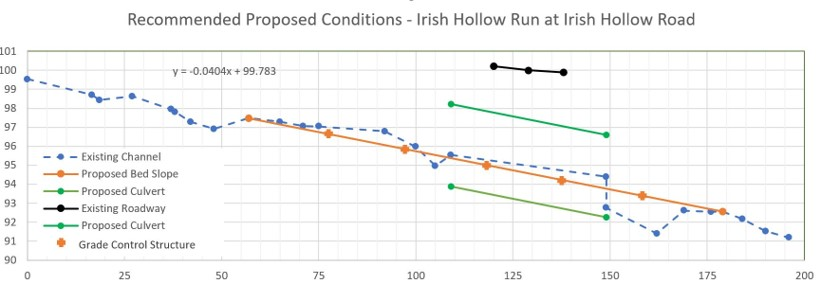 Recommended Proposed Conditions - Irish Hollow Run at Irish Hollow Road
101
100
99
98
97
96
95
94
93
92
91
90
y = -0.0404x + 99.783
Existing Channel
Proposed Bed Slope
Proposed Culvert
Existing Roadway
Proposed Culvert
Grade Control Structure
0 25 50 75 100 125 150 175 200